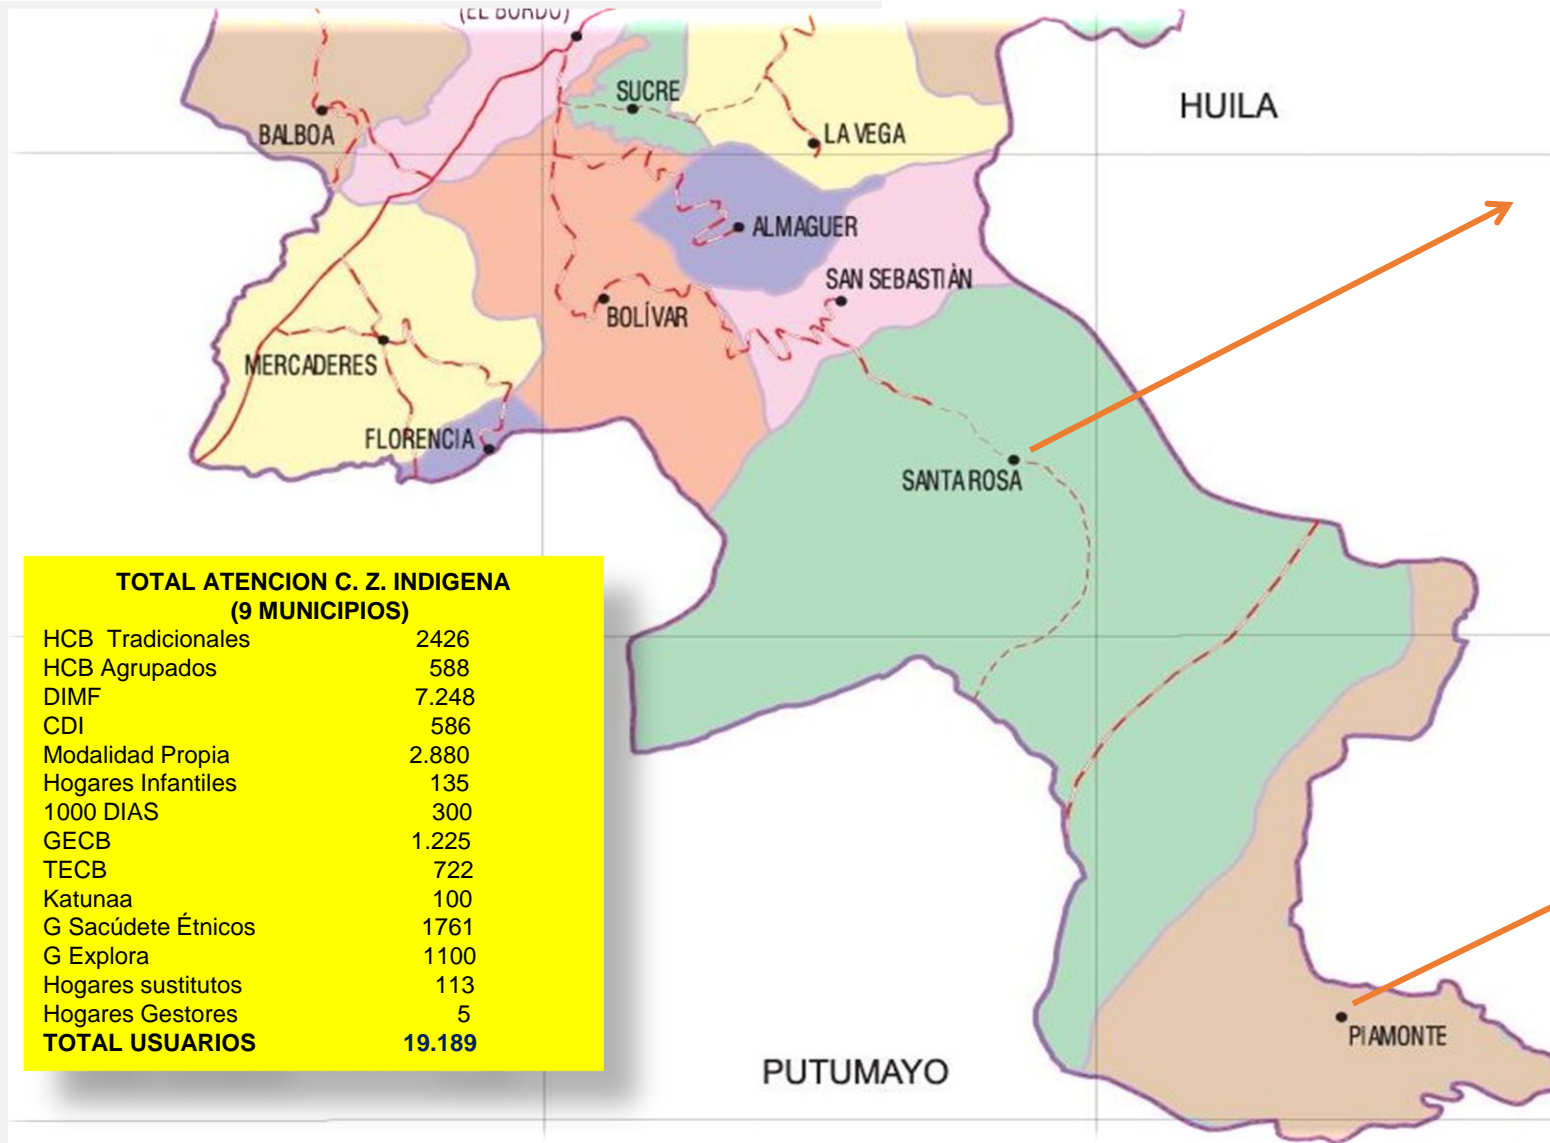 (EL BORDO)
SUCRE
HUILA
BALBOA
LA VEGA
ALMAGUER
SAN SEBASTIÀN
BOLÍVAR
MERCADERES
FLORENCIA
SANTA ROSA
TOTAL ATENCION C. Z. INDIGENA
(9 MUNICIPIOS)
HCB Tradicionales 2426
HCB Agrupados 588
DIMF 7.248
CDI 586
Modalidad Propia 2.880
Hogares Infantiles 135
1000 DIAS 300
GECB 1.225
TECB 722
Katunaa 100
G Sacúdete Étnicos 1761
G Explora 1100
Hogares sustitutos 113
Hogares Gestores 5
TOTAL USUARIOS 19.189
PIAMONTE
PUTUMAYO